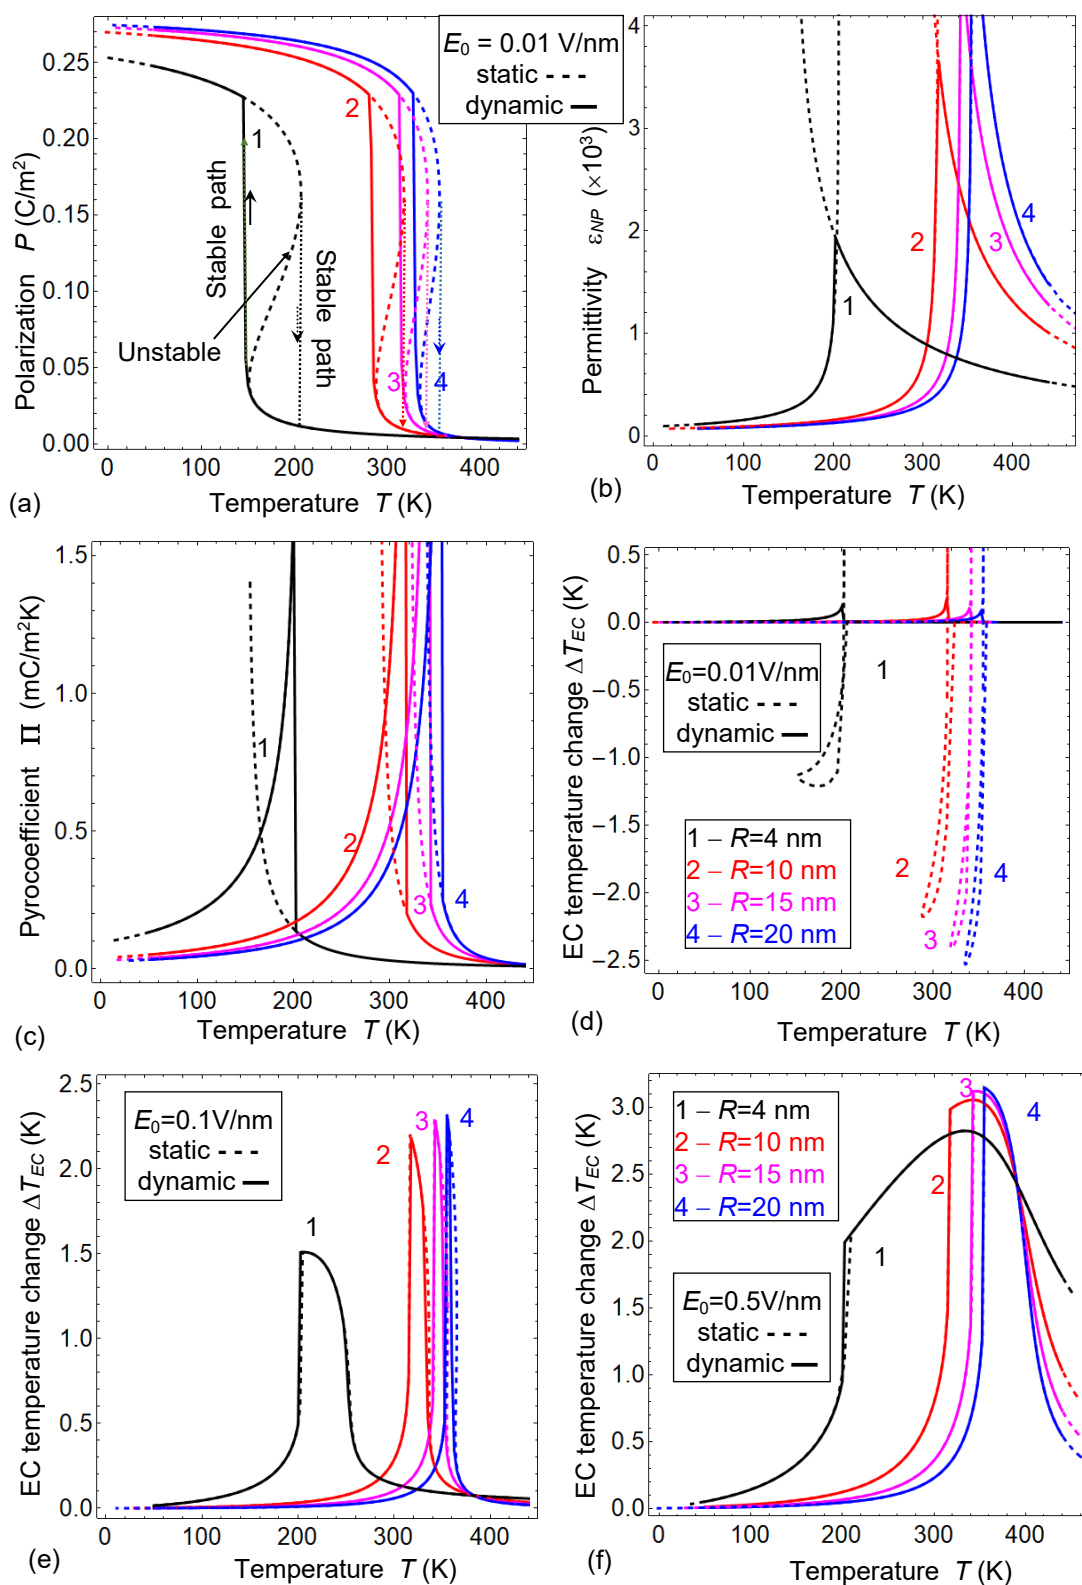 E₀ = 0.01 V/nm
static
dynamic
0.25
0.20
0.15
0.10
0.05
0.00
Polarization P (C/m²)
1
2
3
4
Stable path
Stable path
Unstable
0 100 200 300 400
Temperature T (K)
(a)
4
3
2
1
0
Permittivity εNP (×10³)
1
2
3
4
0 100 200 300 400
Temperature T (K)
(b)
1.5
1.0
0.5
0.0
Pyrocoefficient Π (mC/m²K)
1
2
3
4
0 100 200 300 400
Temperature T (K)
(c)
0.5
0.0
−0.5
−1.0
−1.5
−2.0
−2.5
EC temperature change ΔTEC (K)
E₀=0.01V/nm
static
dynamic
1 – R=4 nm
2 – R=10 nm
3 – R=15 nm
4 – R=20 nm
1
2
3
4
0 100 200 300 400
Temperature T (K)
(d)
2.5
2.0
1.5
1.0
0.5
0.0
EC temperature change ΔTEC (K)
E₀=0.1V/nm
static
dynamic
1
2
3
4
0 100 200 300 400
Temperature T (K)
(e)
3.0
2.5
2.0
1.5
1.0
0.5
0.0
EC temperature change ΔTEC (K)
1 – R=4 nm
2 – R=10 nm
3 – R=15 nm
4 – R=20 nm
E₀=0.5V/nm
static
dynamic
1
2
3
4
0 100 200 300 400
Temperature T (K)
(f)